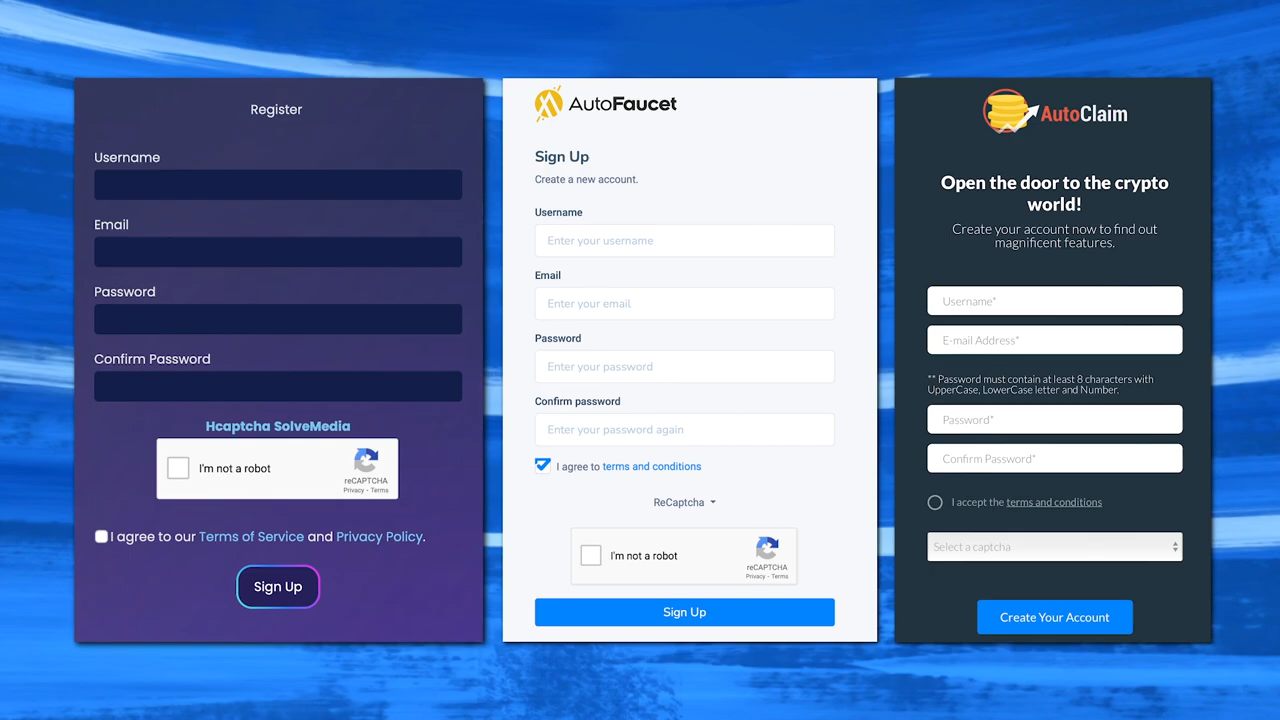 Register
Username
Email
Password
Confirm Password
Hcaptcha SolveMedia
I'm not a robot
reCAPTCHA
Privacy - Terms
I agree to our Terms of Service and Privacy Policy.
Sign Up
AutoFaucet
Sign Up
Create a new account.
Username
Enter your username
Email
Enter your email
Password
Enter your password
Confirm password
Enter your password again
I agree to terms and conditions
ReCaptcha
I'm not a robot
reCAPTCHA
Privacy - Terms
Sign Up
AutoClaim
Open the door to the crypto
world!
Create your account now to find out
magnificent features.
Username*
E-mail Address*
** Password must contain at least 8 characters with
UpperCase, LowerCase letter and Number.
Password*
Confirm Password*
I accept the terms and conditions
Select a captcha
Create Your Account